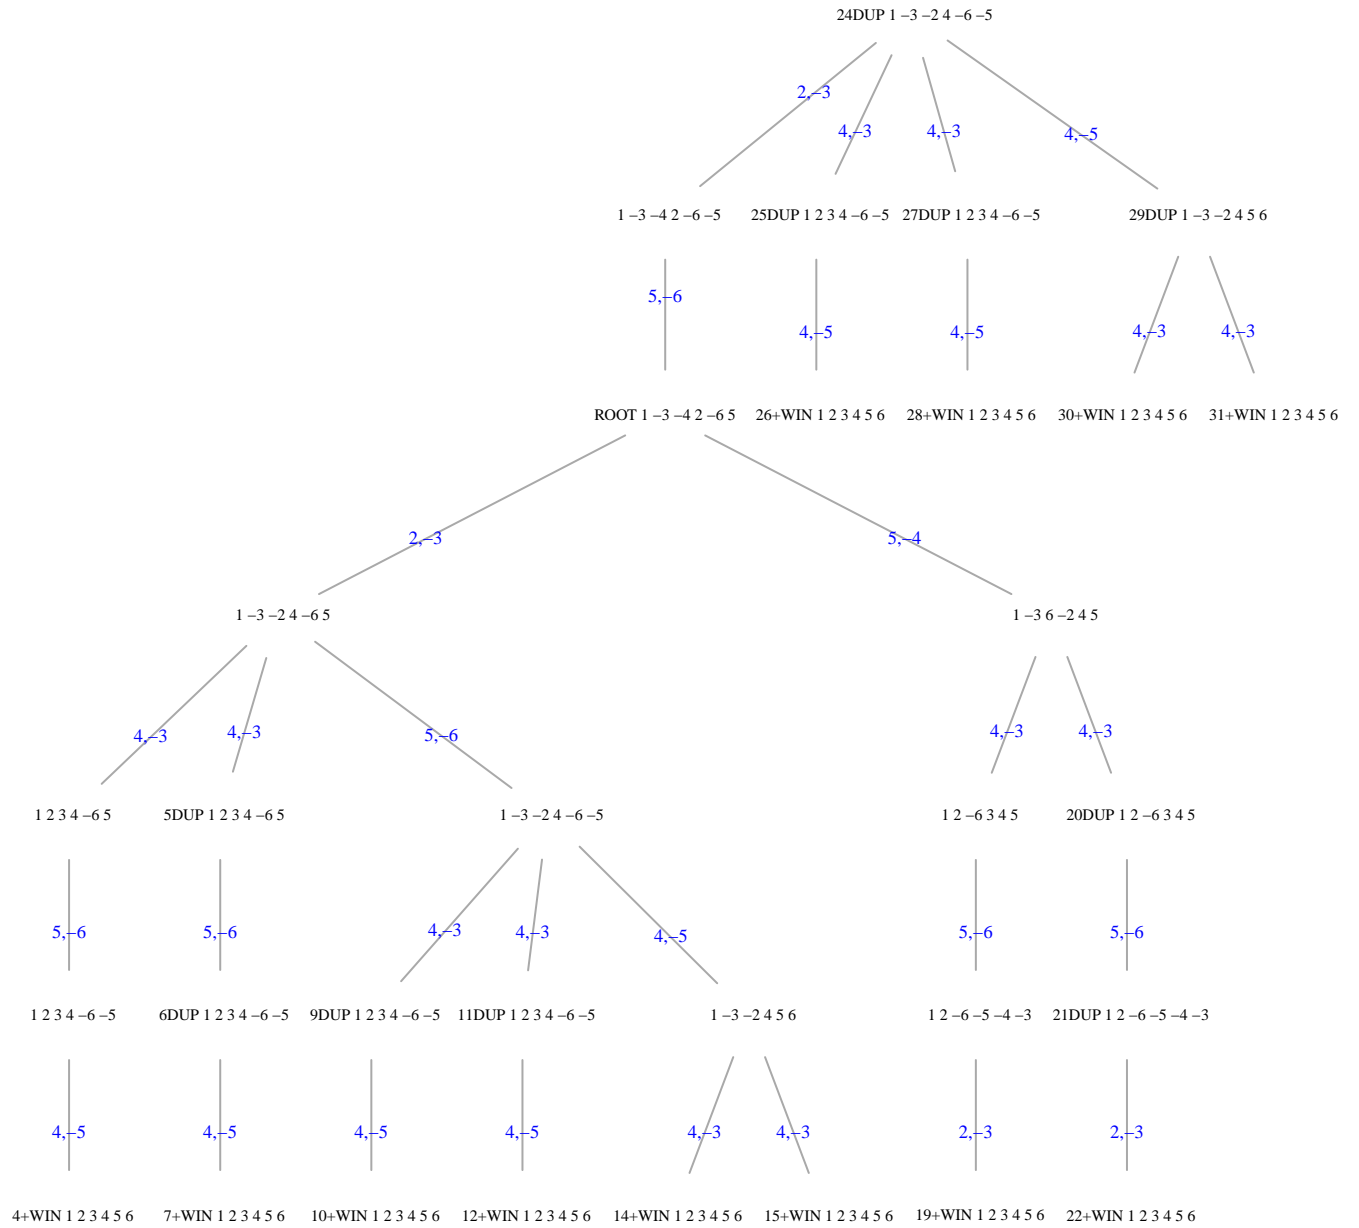 24DUP 1 −3 −2 4 −6 −5
2,−3
4,−3
4,−3
4,−5
1 −3 −4 2 −6 −5
25DUP 1 2 3 4 −6 −5
27DUP 1 2 3 4 −6 −5
29DUP 1 −3 −2 4 5 6
5,−6
4,−5
4,−5
4,−3
4,−3
ROOT 1 −3 −4 2 −6 5
26+WIN 1 2 3 4 5 6
28+WIN 1 2 3 4 5 6
30+WIN 1 2 3 4 5 6
31+WIN 1 2 3 4 5 6
2,−3
5,−4
1 −3 −2 4 −6 5
1 −3 6 −2 4 5
4,−3
4,−3
5,−6
4,−3
4,−3
1 2 3 4 −6 5
5DUP 1 2 3 4 −6 5
1 −3 −2 4 −6 −5
1 2 −6 3 4 5
20DUP 1 2 −6 3 4 5
5,−6
5,−6
4,−3
4,−3
4,−5
5,−6
5,−6
1 2 3 4 −6 −5
6DUP 1 2 3 4 −6 −5
9DUP 1 2 3 4 −6 −5
11DUP 1 2 3 4 −6 −5
1 −3 −2 4 5 6
1 2 −6 −5 −4 −3
21DUP 1 2 −6 −5 −4 −3
4,−5
4,−5
4,−5
4,−5
4,−3
4,−3
2,−3
2,−3
4+WIN 1 2 3 4 5 6
7+WIN 1 2 3 4 5 6
10+WIN 1 2 3 4 5 6
12+WIN 1 2 3 4 5 6
14+WIN 1 2 3 4 5 6
15+WIN 1 2 3 4 5 6
19+WIN 1 2 3 4 5 6
22+WIN 1 2 3 4 5 6